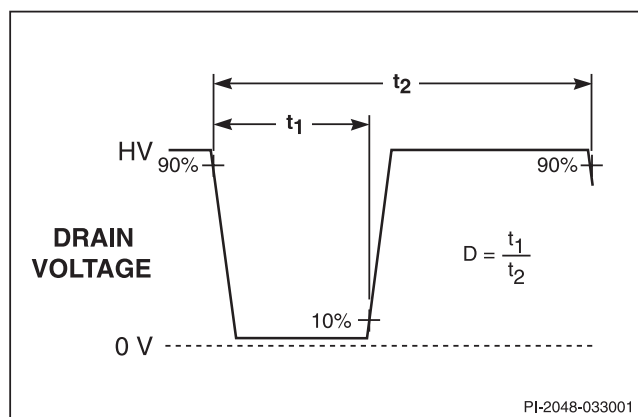 t2
t1
HV
90%
90%
DRAIN
VOLTAGE
D = t1/t2
10%
0 V
PI-2048-033001